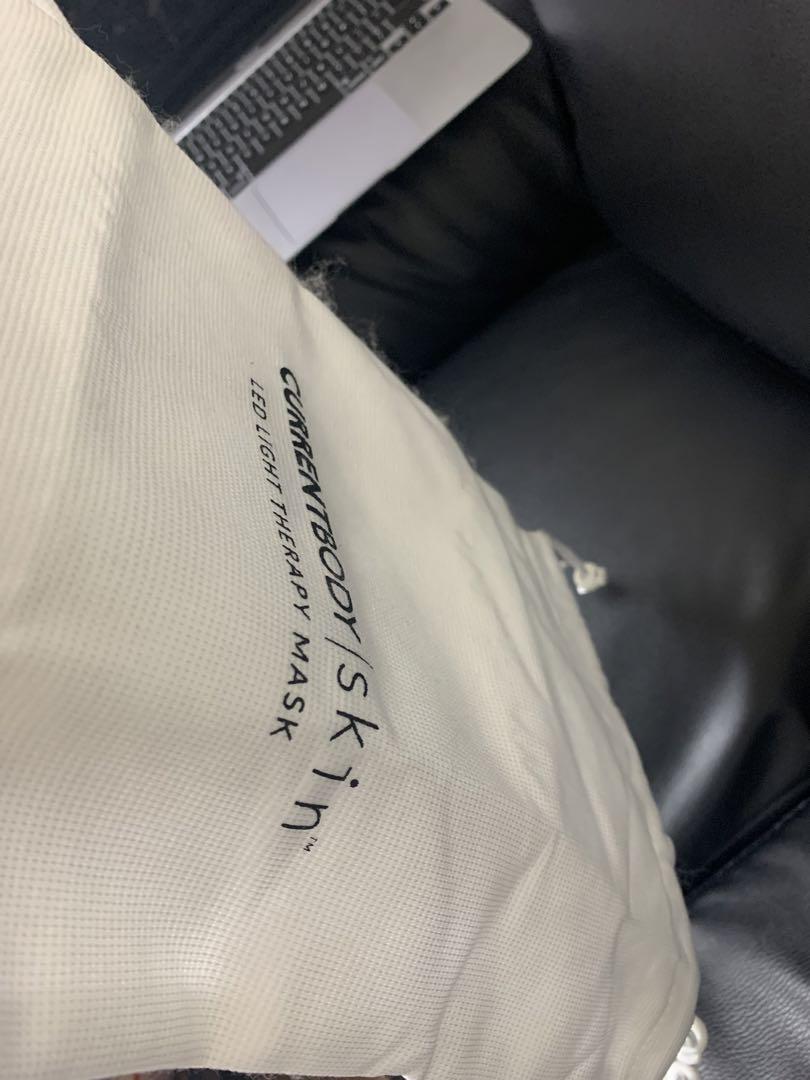 CURRENTBODY/skin™
LED LIGHT THERAPY MASK